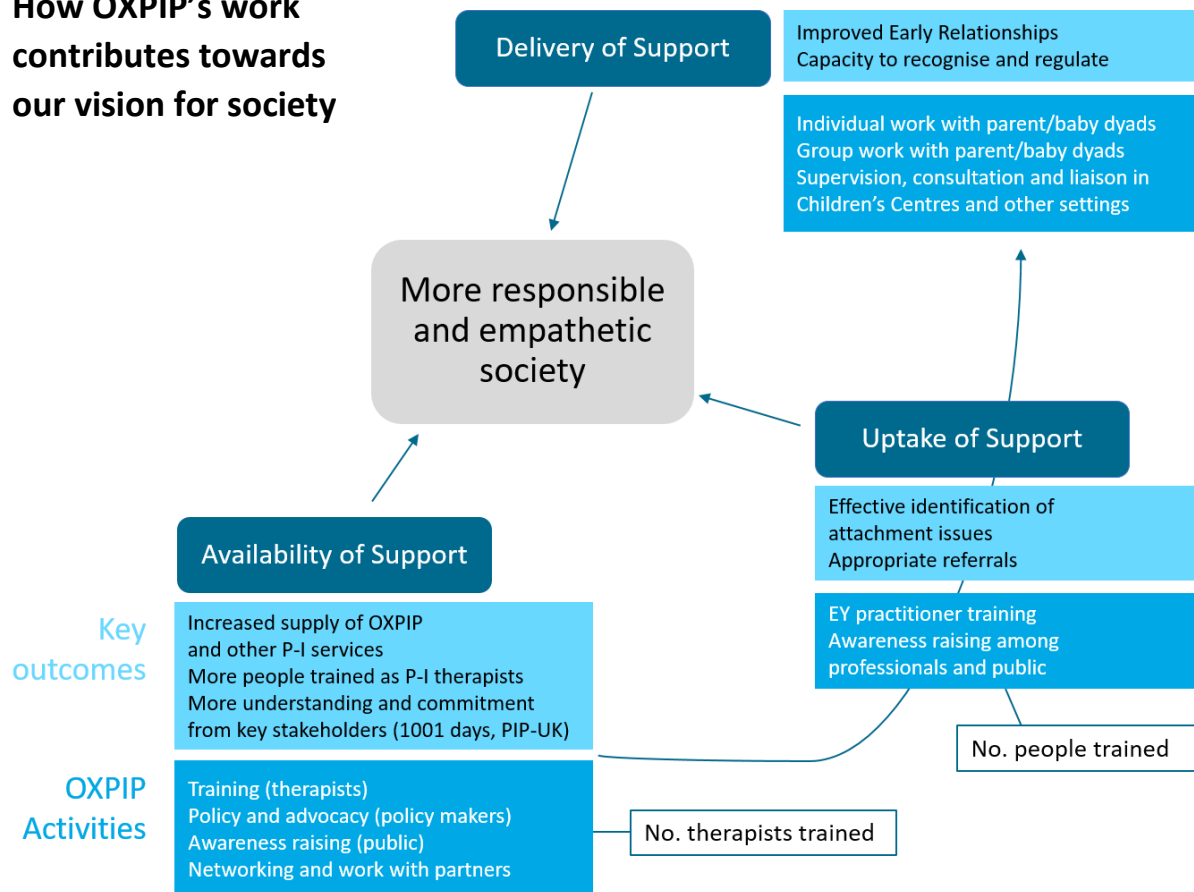 How OXPIP's work
contributes towards
our vision for society
Delivery of Support
Improved Early Relationships
Capacity to recognise and regulate
Individual work with parent/baby dyads
Group work with parent/baby dyads
Supervision, consultation and liaison in
Children's Centres and other settings
More responsible
and empathetic
society
Uptake of Support
Effective identification of
attachment issues
Appropriate referrals
EY practitioner training
Awareness raising among
professionals and public
No. people trained
Availability of Support
Key
outcomes
Increased supply of OXPIP
and other P-I services
More people trained as P-I therapists
More understanding and commitment
from key stakeholders (1001 days, PIP-UK)
OXPIP
Activities
Training (therapists)
Policy and advocacy (policy makers)
Awareness raising (public)
Networking and work with partners
No. therapists trained